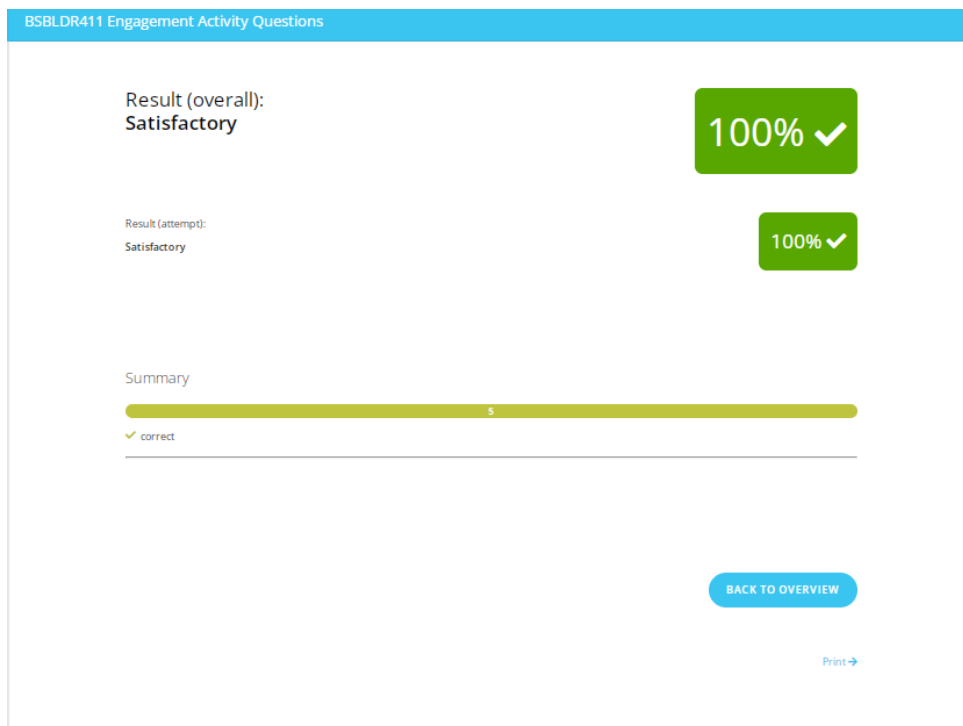 BSBLDR411 Engagement Activity Questions
Result (overall):
Satisfactory
100%
Result (attempt):
Satisfactory
100%
Summary
5
correct
BACK TO OVERVIEW
Print